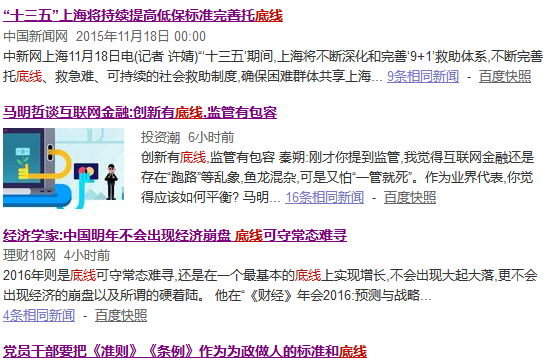 “十三五”上海将持续提高低保标准完善托底线
中国新闻网  2015年11月18日 00:00
中新网上海11月18日电(记者 许婧)“‘十三五’期间,上海将不断深化和完善‘9+1’救助体系,不断完善
托底线、救急难、可持续的社会救助制度,确保困难群体共享上海... 9条相同新闻 - 百度快照
马明哲谈互联网金融:创新有底线,监管有包容
投资潮  6小时前
创新有底线,监管有包容 秦朔:刚才你提到监管,我觉得互联网金融还是
存在“跑路”等乱象,鱼龙混杂,可是又怕“一管就死”。作为业界代表,你觉
得应该如何平衡? 马明... 16条相同新闻 - 百度快照
经济学家:中国明年不会出现经济崩盘 底线可守常态难寻
理财18网  4小时前
2016年则是底线可守常态难寻,还是在一个最基本的底线上实现增长,不会出现大起大落,更不会
出现经济的崩盘以及所谓的硬着陆。 他在“《财经》年会2016:预测与战略...
4条相同新闻 - 百度快照
党员干部要把《准则》《条例》作为为政做人的标准和底线